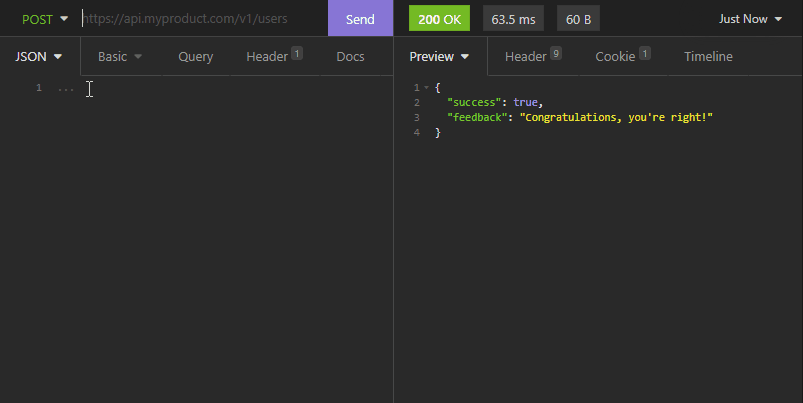 POST https://api.myproduct.com/v1/users Send 200 OK 63.5 ms 60 B Just Now
JSON Basic Query Header 1 Docs Preview Header 9 Cookie 1 Timeline
1 ...
1 {
2 "success": true,
3 "feedback": "Congratulations, you're right!"
4 }